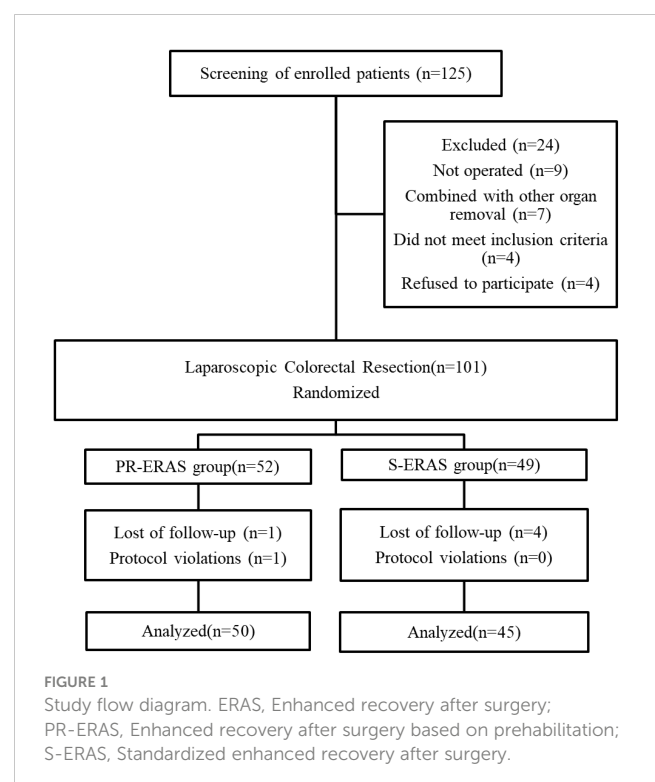 Screening of enrolled patients (n=125)
Excluded (n=24)
Not operated (n=9)
Combined with other organ
removal (n=7)
Did not meet inclusion criteria
(n=4)
Refused to participate (n=4)
Laparoscopic Colorectal Resection(n=101)
Randomized
PR-ERAS group(n=52)
S-ERAS group(n=49)
Lost of follow-up (n=1)
Protocol violations (n=1)
Lost of follow-up (n=4)
Protocol violations (n=0)
Analyzed(n=50)
Analyzed(n=45)
FIGURE 1
Study flow diagram. ERAS, Enhanced recovery after surgery;
PR-ERAS, Enhanced recovery after surgery based on prehabilitation;
S-ERAS, Standardized enhanced recovery after surgery.